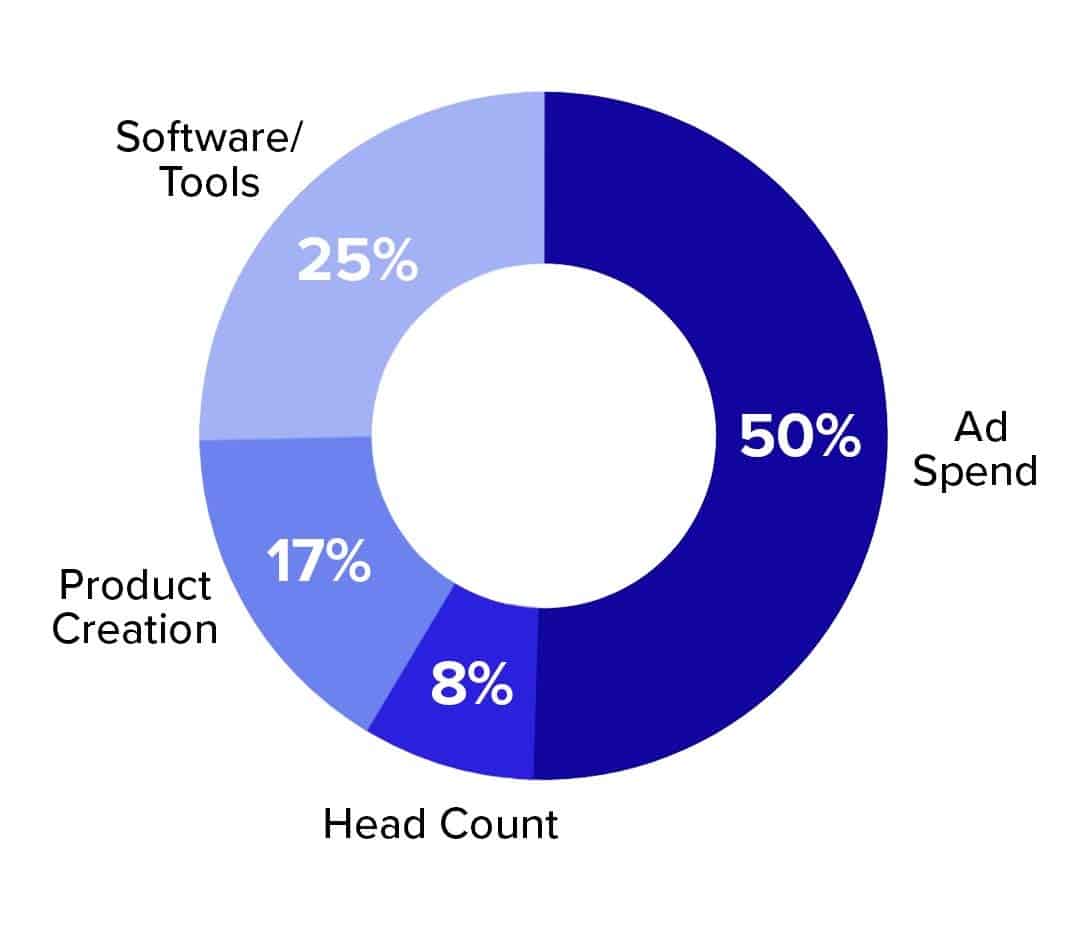 Software/
Tools
25%
50%
Ad
Spend
17%
Product
Creation
8%
Head Count